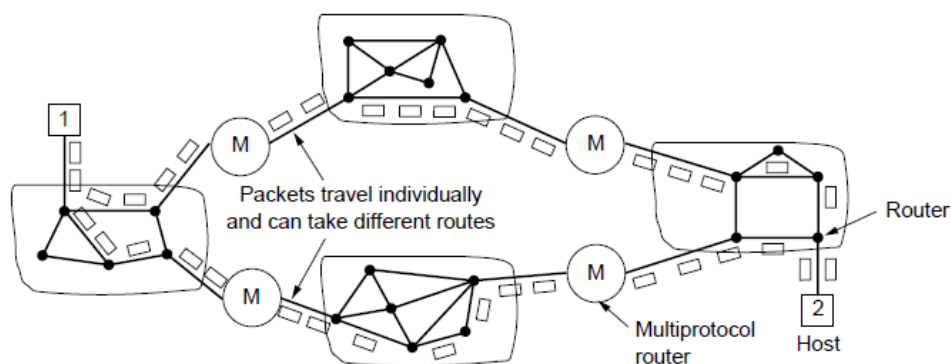 1
M
M
Packets travel individually
and can take different routes
Router
M
M
2
Multiprotocol
router
Host